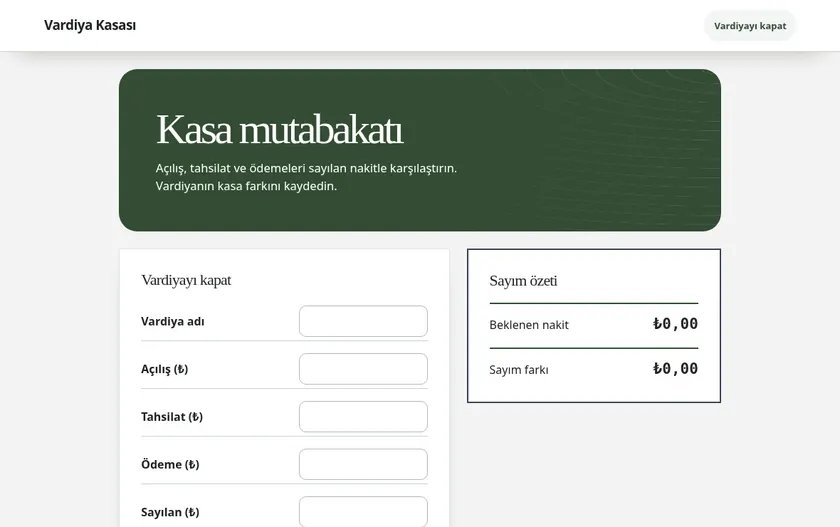 Vardiya Kasası
Vardiyayı kapat
Kasa mutabakatı
Açılış, tahsilat ve ödemeleri sayılan nakitle karşılaştırın.
Vardiyanın kasa farkını kaydedin.
Vardiyayı kapat
Vardiya adı
Açılış (₺)
Tahsilat (₺)
Ödeme (₺)
Sayılan (₺)
Sayım özeti
Beklenen nakit ₺0,00
Sayım farkı ₺0,00